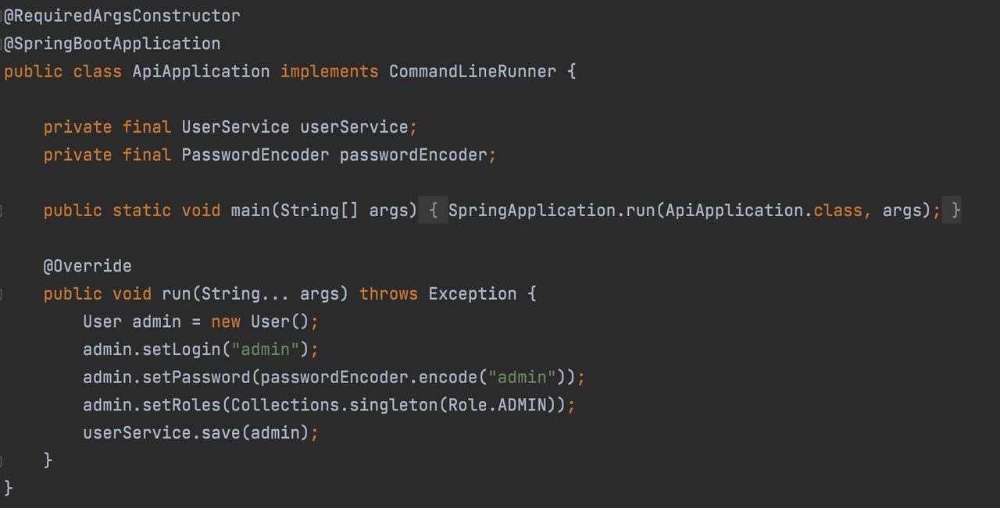 @RequiredArgsConstructor
@SpringBootApplication
public class ApiApplication implements CommandLineRunner {
    private final UserService userService;
    private final PasswordEncoder passwordEncoder;
    public static void main(String[] args) { SpringApplication.run(ApiApplication.class, args); }
    @Override
    public void run(String... args) throws Exception {
        User admin = new User();
        admin.setLogin("admin");
        admin.setPassword(passwordEncoder.encode("admin"));
        admin.setRoles(Collections.singleton(Role.ADMIN));
        userService.save(admin);
    }
}